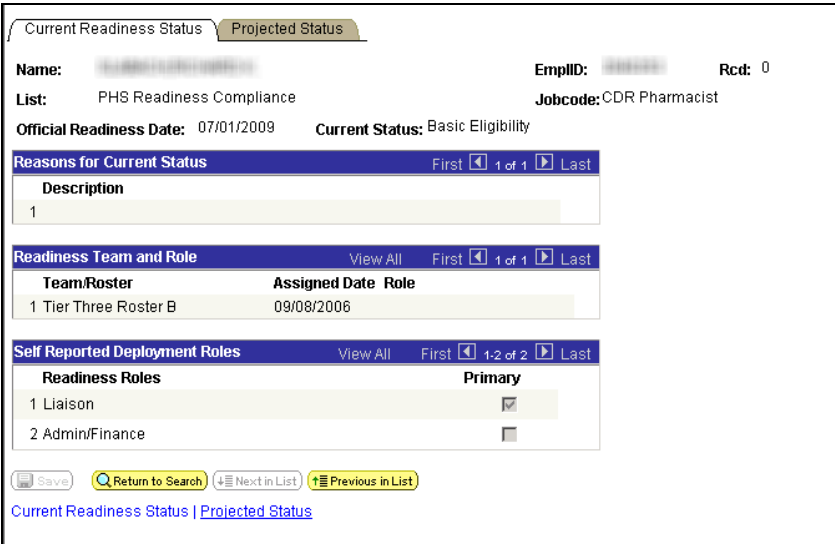 Current Readiness Status Projected Status
Name: EmplID: Rcd: 0
List: PHS Readiness Compliance Jobcode: CDR Pharmacist
Official Readiness Date: 07/01/2009 Current Status: Basic Eligibility
Reasons for Current Status First 1 of 1 Last
Description
1
Readiness Team and Role View All First 1 of 1 Last
Team/Roster Assigned Date Role
1 Tier Three Roster B 09/08/2006
Self Reported Deployment Roles View All First 1-2 of 2 Last
Readiness Roles Primary
1 Liaison
2 Admin/Finance
Save Return to Search Next in List Previous in List
Current Readiness Status | Projected Status